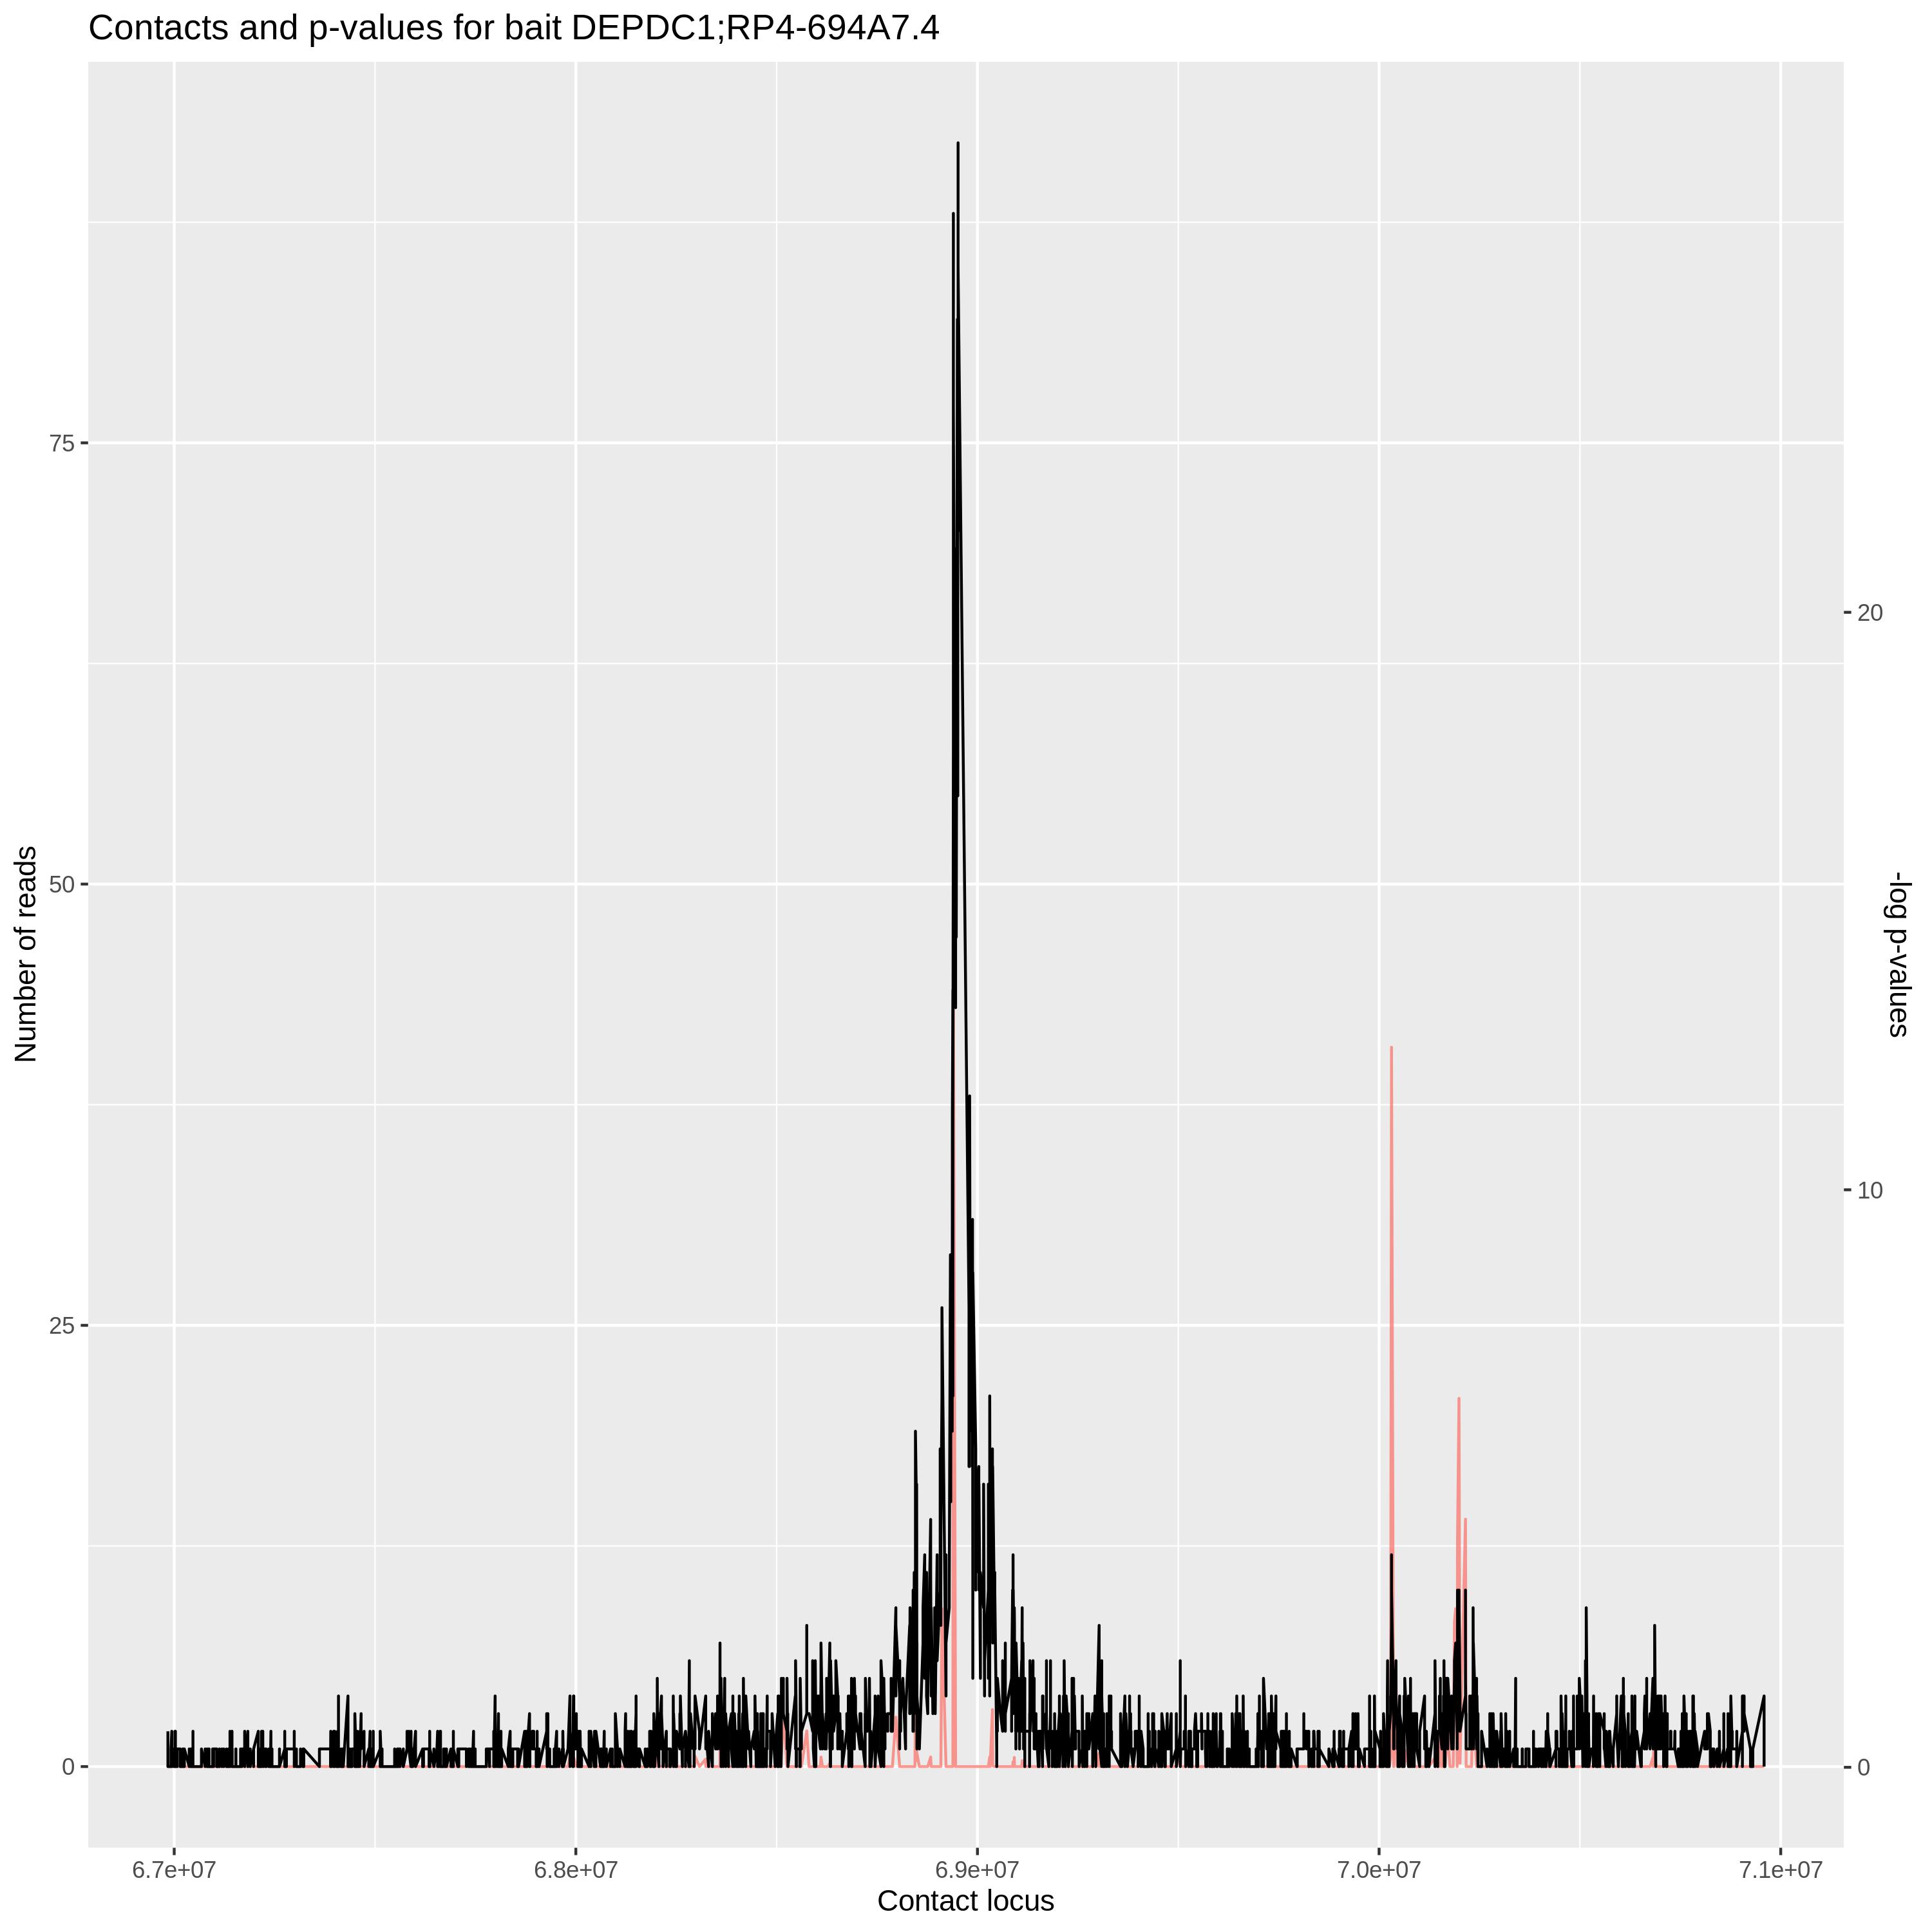 Contacts and p-values for bait DEPDC1;RP4-694A7.4
75
50
25
0
Number of reads
20
10
0
-log p-values
6.7e+07 6.8e+07 6.9e+07 7.0e+07 7.1e+07
Contact locus